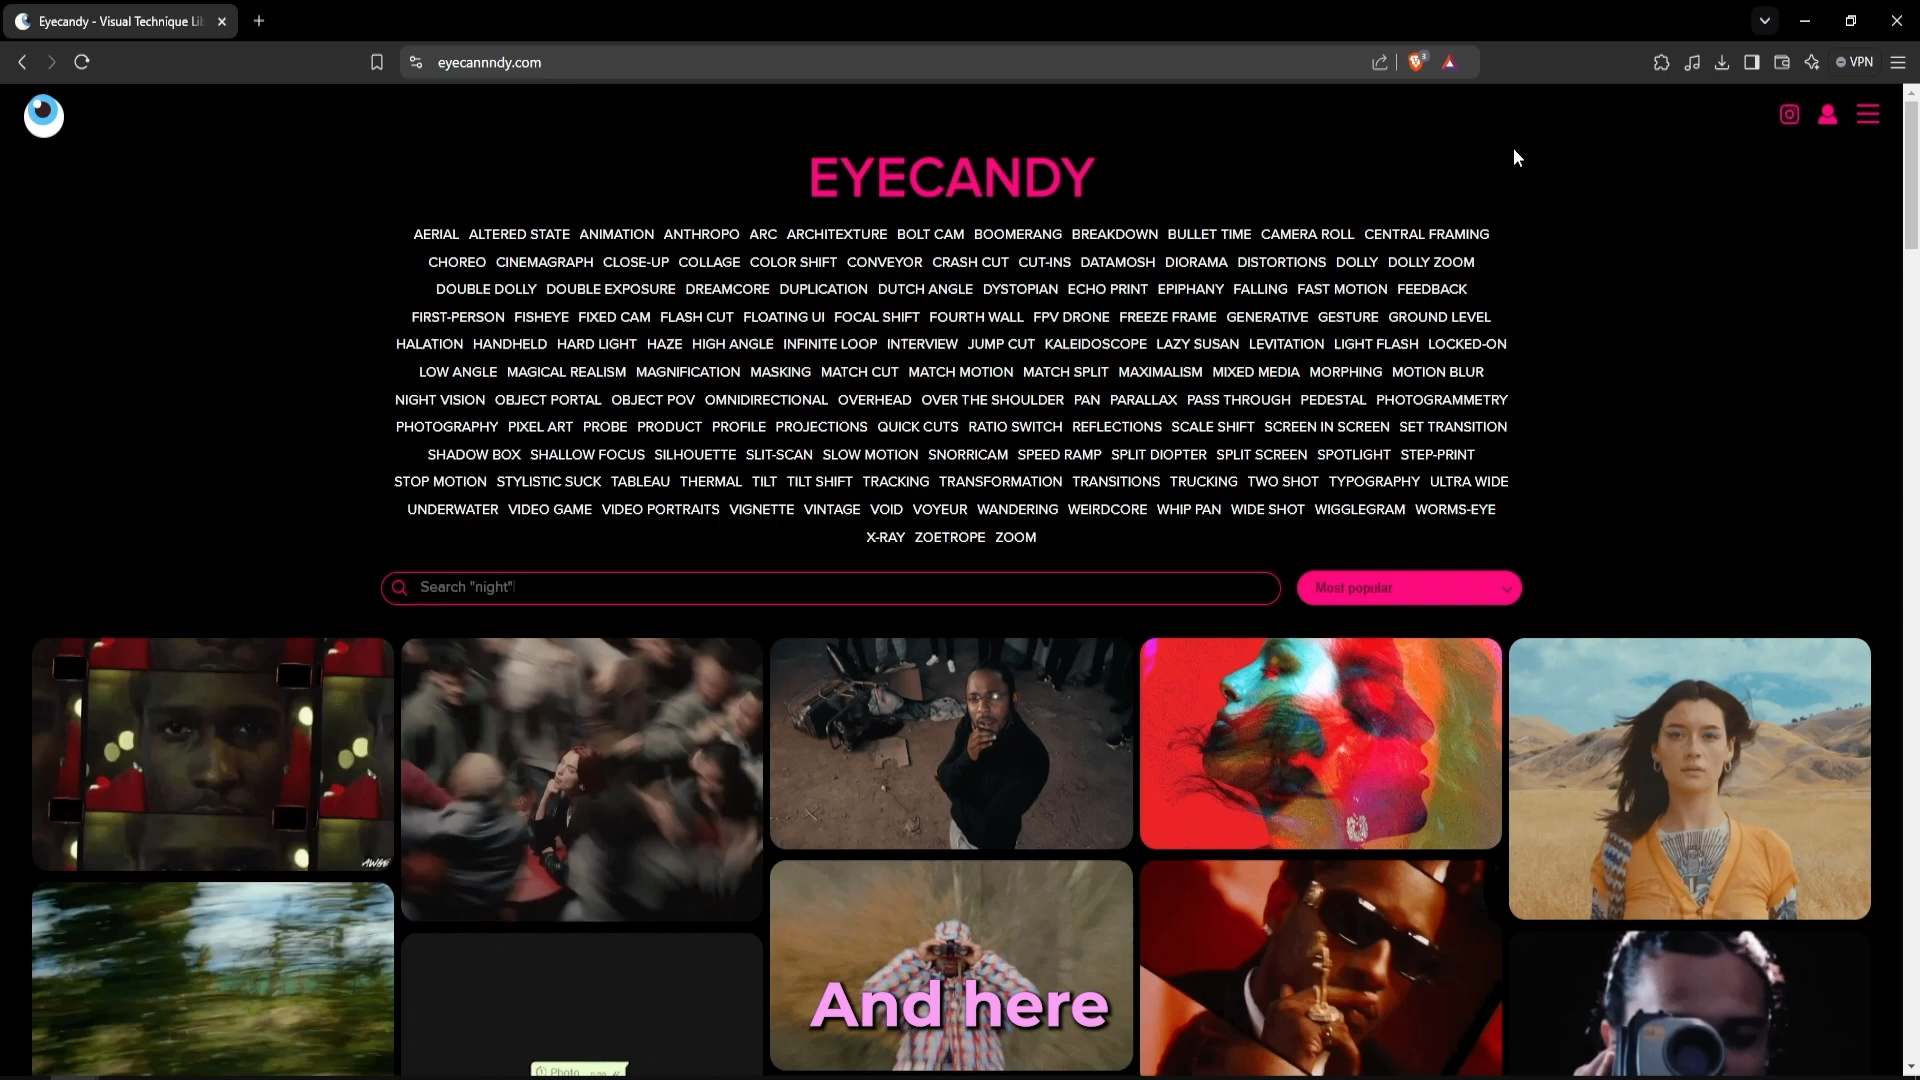 Eyecandy - Visual Technique Li
eyecannndy.com
3
VPN
EYECANDY
AERIAL ALTERED STATE ANIMATION ANTHROPO ARC ARCHITEXTURE BOLT CAM BOOMERANG BREAKDOWN BULLET TIME CAMERA ROLL CENTRAL FRAMING
CHOREO CINEMAGRAPH CLOSE-UP COLLAGE COLOR SHIFT CONVEYOR CRASH CUT CUT-INS DATAMOSH DIORAMA DISTORTIONS DOLLY DOLLY ZOOM
DOUBLE DOLLY DOUBLE EXPOSURE DREAMCORE DUPLICATION DUTCH ANGLE DYSTOPIAN ECHO PRINT EPIPHANY FALLING FAST MOTION FEEDBACK
FIRST-PERSON FISHEYE FIXED CAM FLASH CUT FLOATING UI FOCAL SHIFT FOURTH WALL FPV DRONE FREEZE FRAME GENERATIVE GESTURE GROUND LEVEL
HALATION HANDHELD HARD LIGHT HAZE HIGH ANGLE INFINITE LOOP INTERVIEW JUMP CUT KALEIDOSCOPE LAZY SUSAN LEVITATION LIGHT FLASH LOCKED-ON
LOW ANGLE MAGICAL REALISM MAGNIFICATION MASKING MATCH CUT MATCH MOTION MATCH SPLIT MAXIMALISM MIXED MEDIA MORPHING MOTION BLUR
NIGHT VISION OBJECT PORTAL OBJECT POV OMNIDIRECTIONAL OVERHEAD OVER THE SHOULDER PAN PARALLAX PASS THROUGH PEDESTAL PHOTOGRAMMETRY
PHOTOGRAPHY PIXEL ART PROBE PRODUCT PROFILE PROJECTIONS QUICK CUTS RATIO SWITCH REFLECTIONS SCALE SHIFT SCREEN IN SCREEN SET TRANSITION
SHADOW BOX SHALLOW FOCUS SILHOUETTE SLIT-SCAN SLOW MOTION SNORRICAM SPEED RAMP SPLIT DIOPTER SPLIT SCREEN SPOTLIGHT STEP-PRINT
STOP MOTION STYLISTIC SUCK TABLEAU THERMAL TILT TILT SHIFT TRACKING TRANSFORMATION TRANSITIONS TRUCKING TWO SHOT TYPOGRAPHY ULTRA WIDE
UNDERWATER VIDEO GAME VIDEO PORTRAITS VIGNETTE VINTAGE VOID VOYEUR WANDERING WEIRDCORE WHIP PAN WIDE SHOT WIGGLEGRAM WORMS-EYE
X-RAY ZOETROPE ZOOM
Search "night"
Most popular
AWGE
And here
Photo